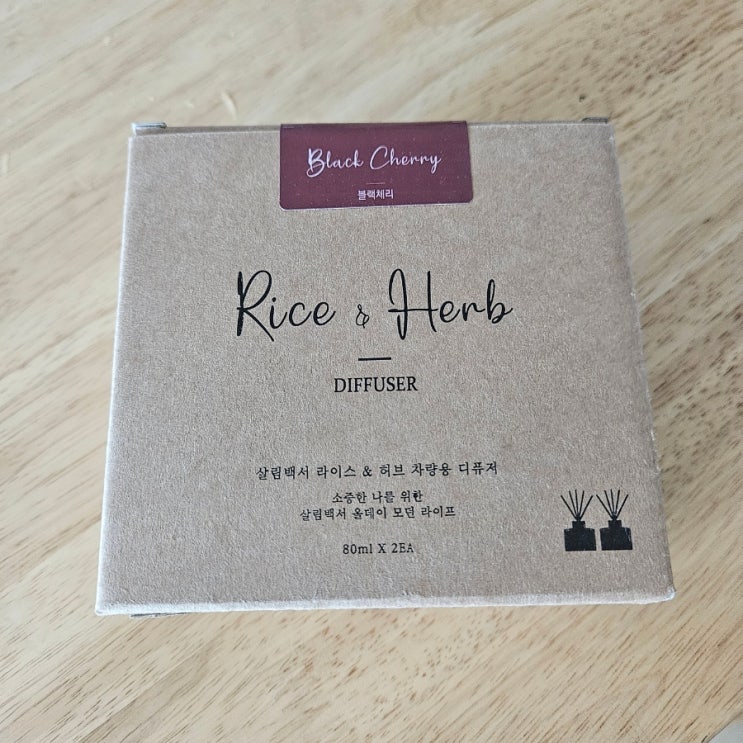 Black Cherry
블랙체리
Rice & Herb
DIFFUSER
살림백서 라이스 & 허브 차량용 디퓨저
소중한 나를 위한
살림백서 올데이 모던 라이프
80ml X 2EA